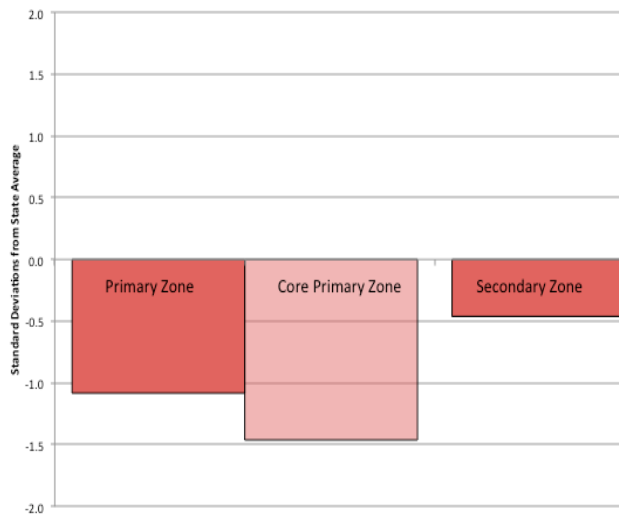 2.0
1.5
1.0
0.5
0.0
-0.5
-1.0
-1.5
-2.0
Standard Deviations from State Average
Primary Zone
Core Primary Zone
Secondary Zone